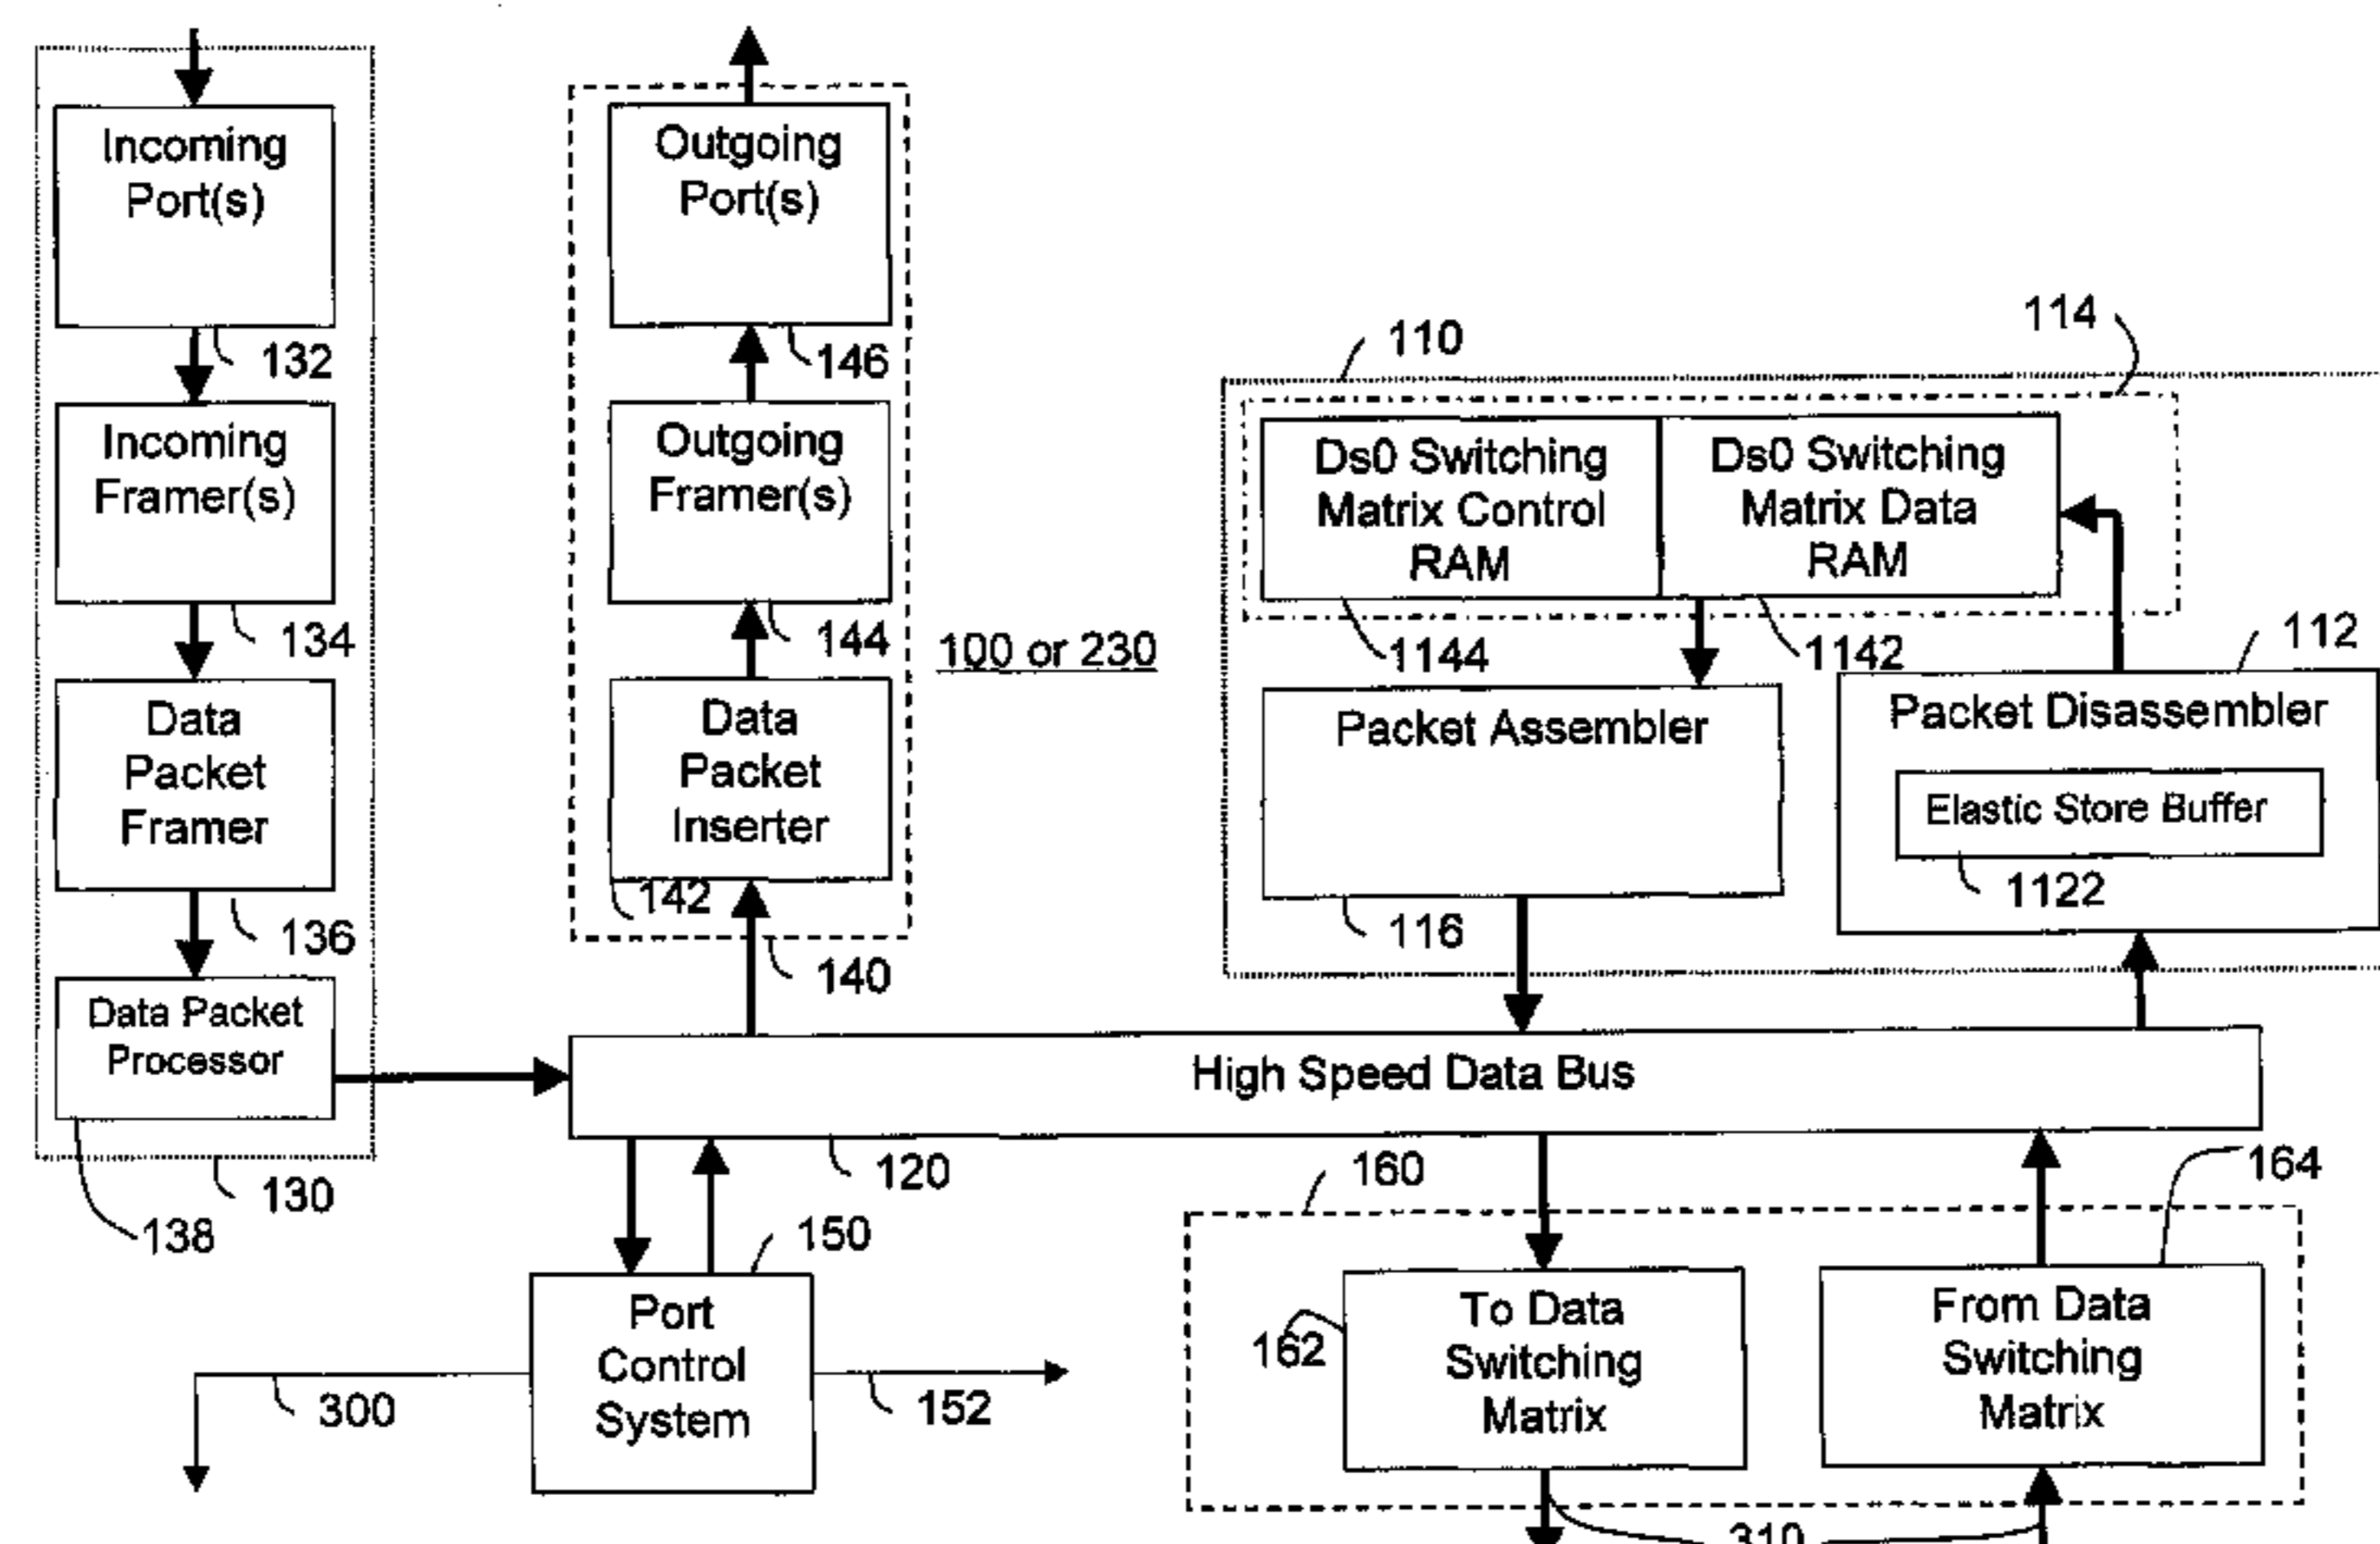 Incoming
Port(s)
132
Incoming
Framer(s)
134
Data
Packet
Framer
136
Data Packet
Processor
138
130
Outgoing
Port(s)
146
Outgoing
Framer(s)
144
Data
Packet
Inserter
142
140
100 or 230
110
114
Ds0 Switching
Matrix Control
RAM
Ds0 Switching
Matrix Data
RAM
1144
1142
112
Packet Assembler
116
Packet Disassembler
Elastic Store Buffer
1122
High Speed Data Bus
120
150
Port
Control
System
300
152
160
164
162
To Data
Switching
Matrix
From Data
Switching
Matrix
310